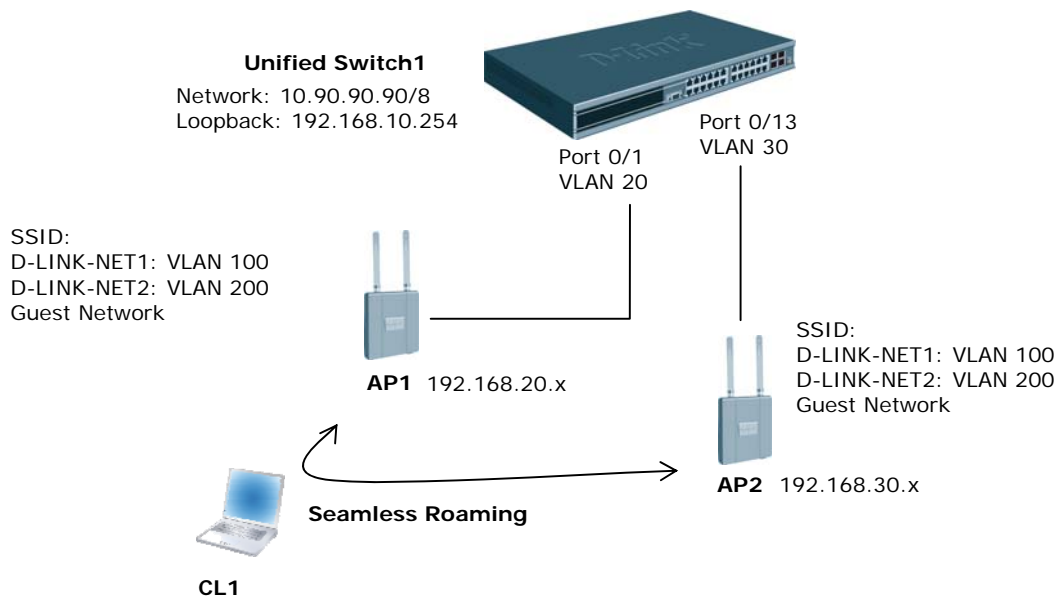 D-Link
Unified Switch1
Network: 10.90.90.90/8
Loopback: 192.168.10.254
Port 0/13
VLAN 30
Port 0/1
VLAN 20
SSID:
D-LINK-NET1: VLAN 100
D-LINK-NET2: VLAN 200
Guest Network
AP1 192.168.20.x
SSID:
D-LINK-NET1: VLAN 100
D-LINK-NET2: VLAN 200
Guest Network
AP2 192.168.30.x
Seamless Roaming
CL1